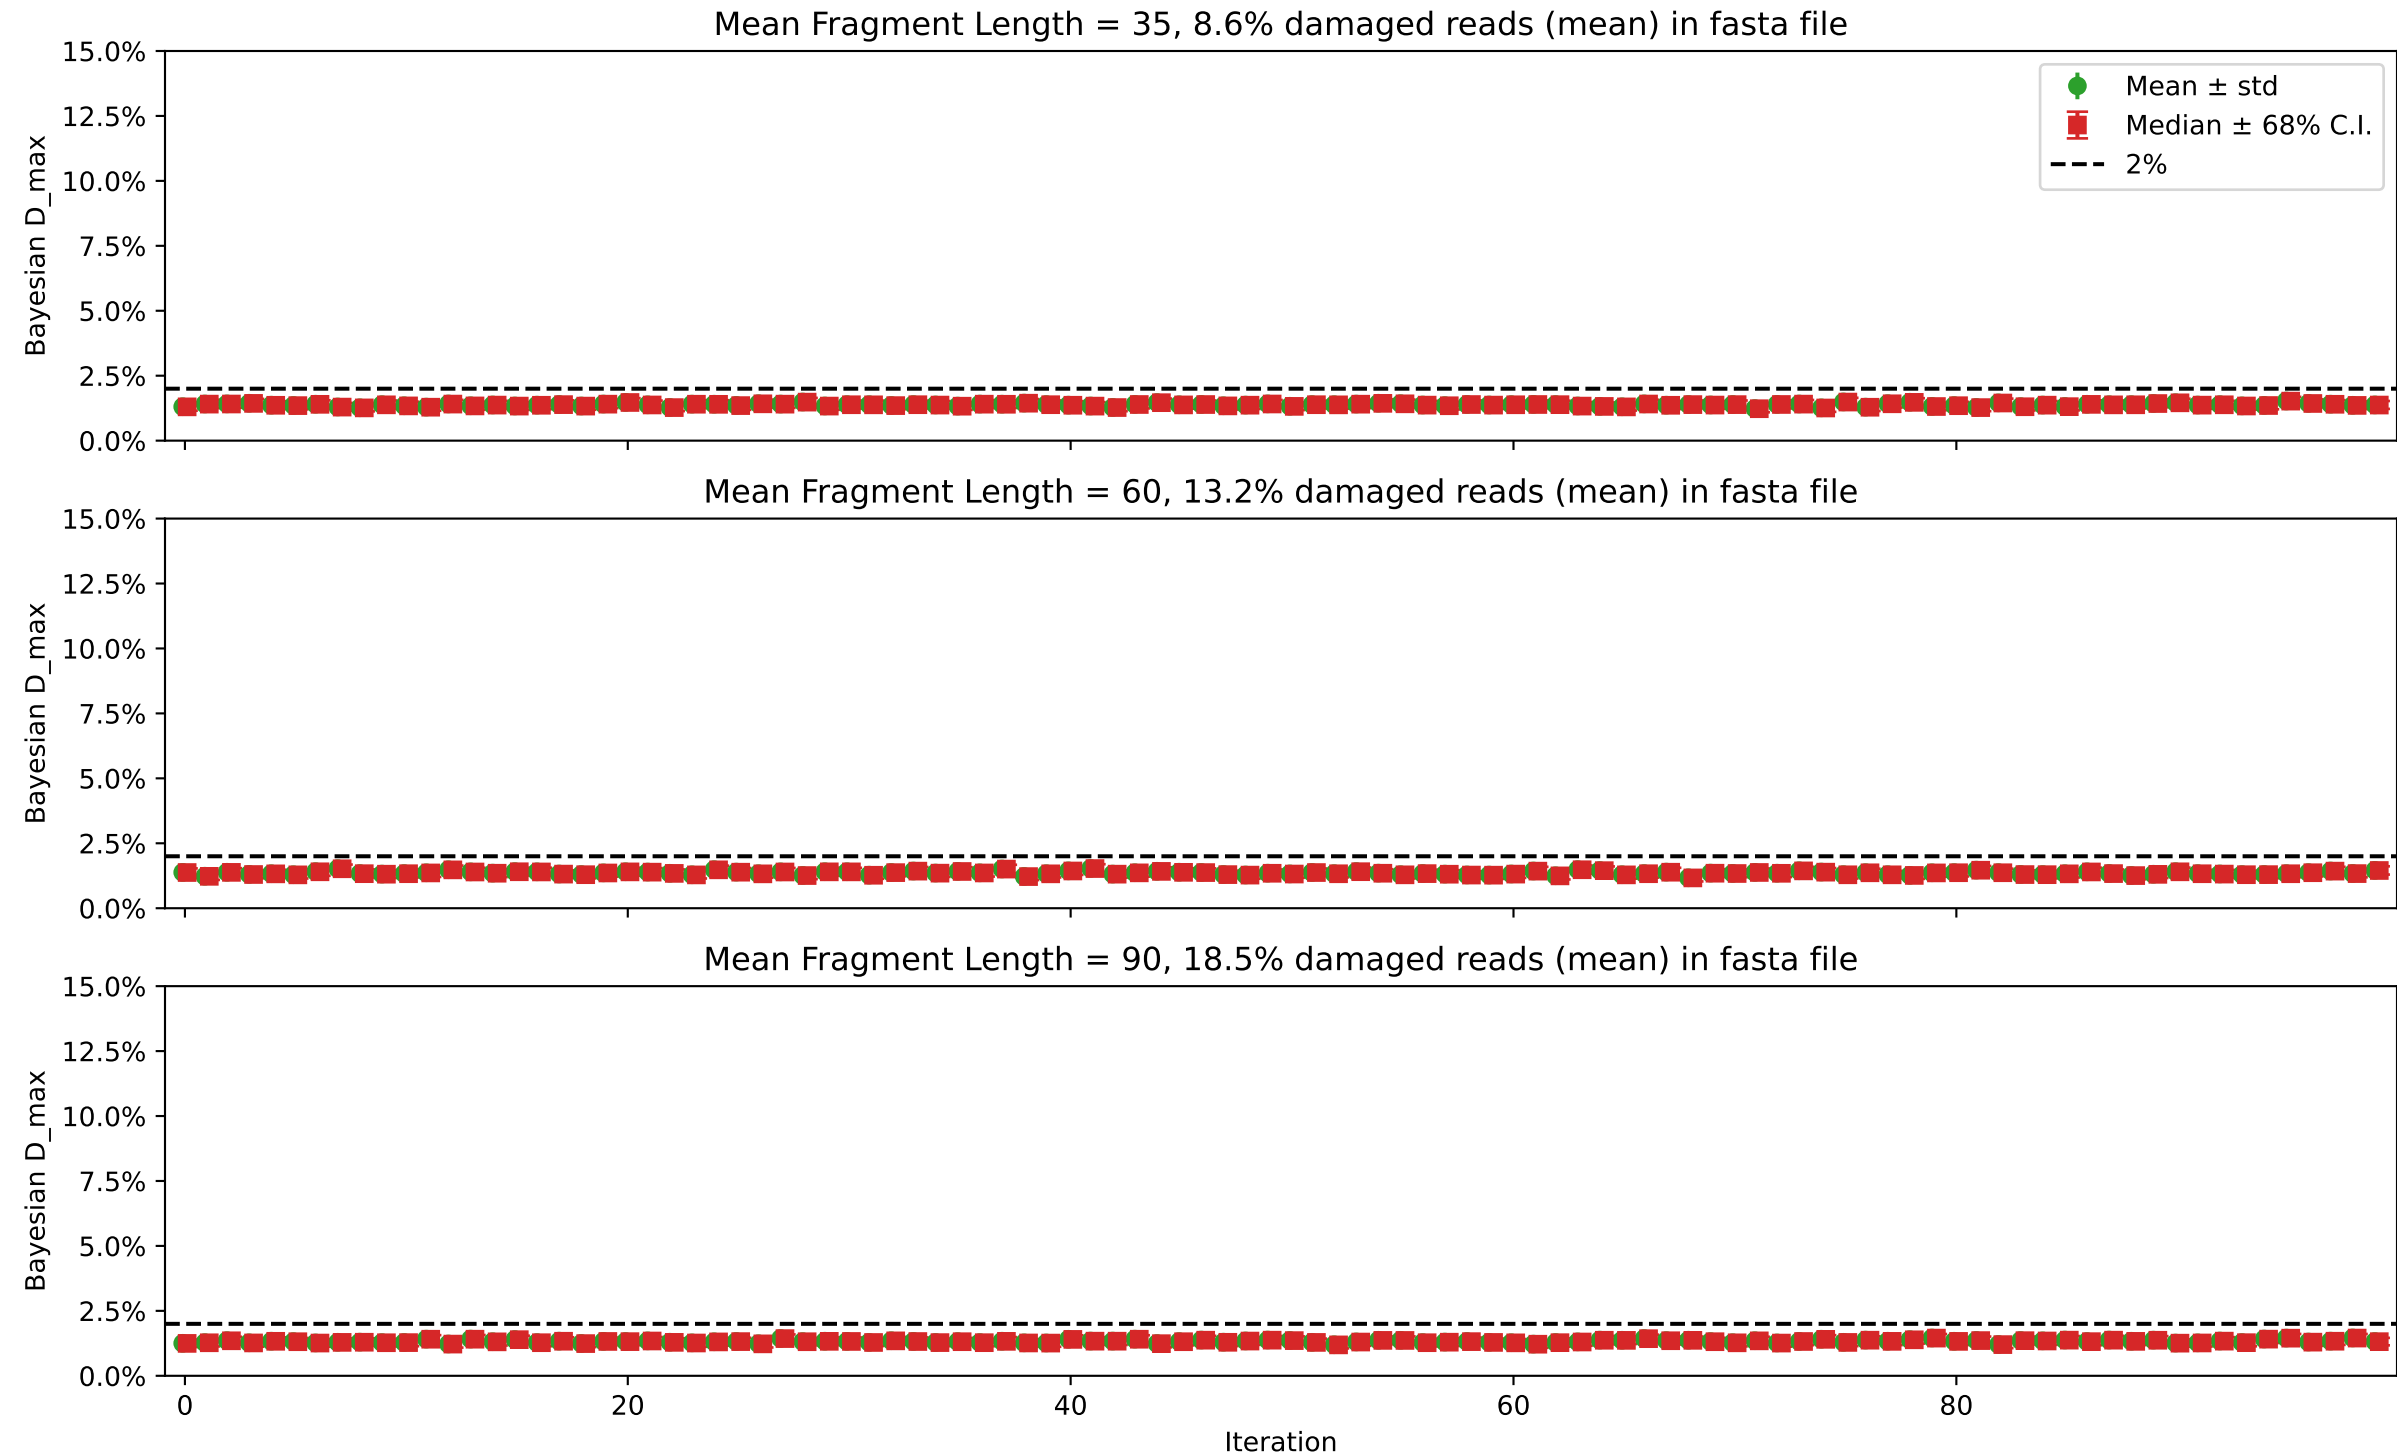 Mean Fragment Length = 35, 8.6% damaged reads (mean) in fasta file
15.0%
12.5%
10.0%
7.5%
5.0%
2.5%
0.0%
Bayesian D_max
Mean ± std
Median ± 68% C.I.
2%
Mean Fragment Length = 60, 13.2% damaged reads (mean) in fasta file
15.0%
12.5%
10.0%
7.5%
5.0%
2.5%
0.0%
Bayesian D_max
Mean Fragment Length = 90, 18.5% damaged reads (mean) in fasta file
15.0%
12.5%
10.0%
7.5%
5.0%
2.5%
0.0%
Bayesian D_max
0 20 40 60 80
Iteration